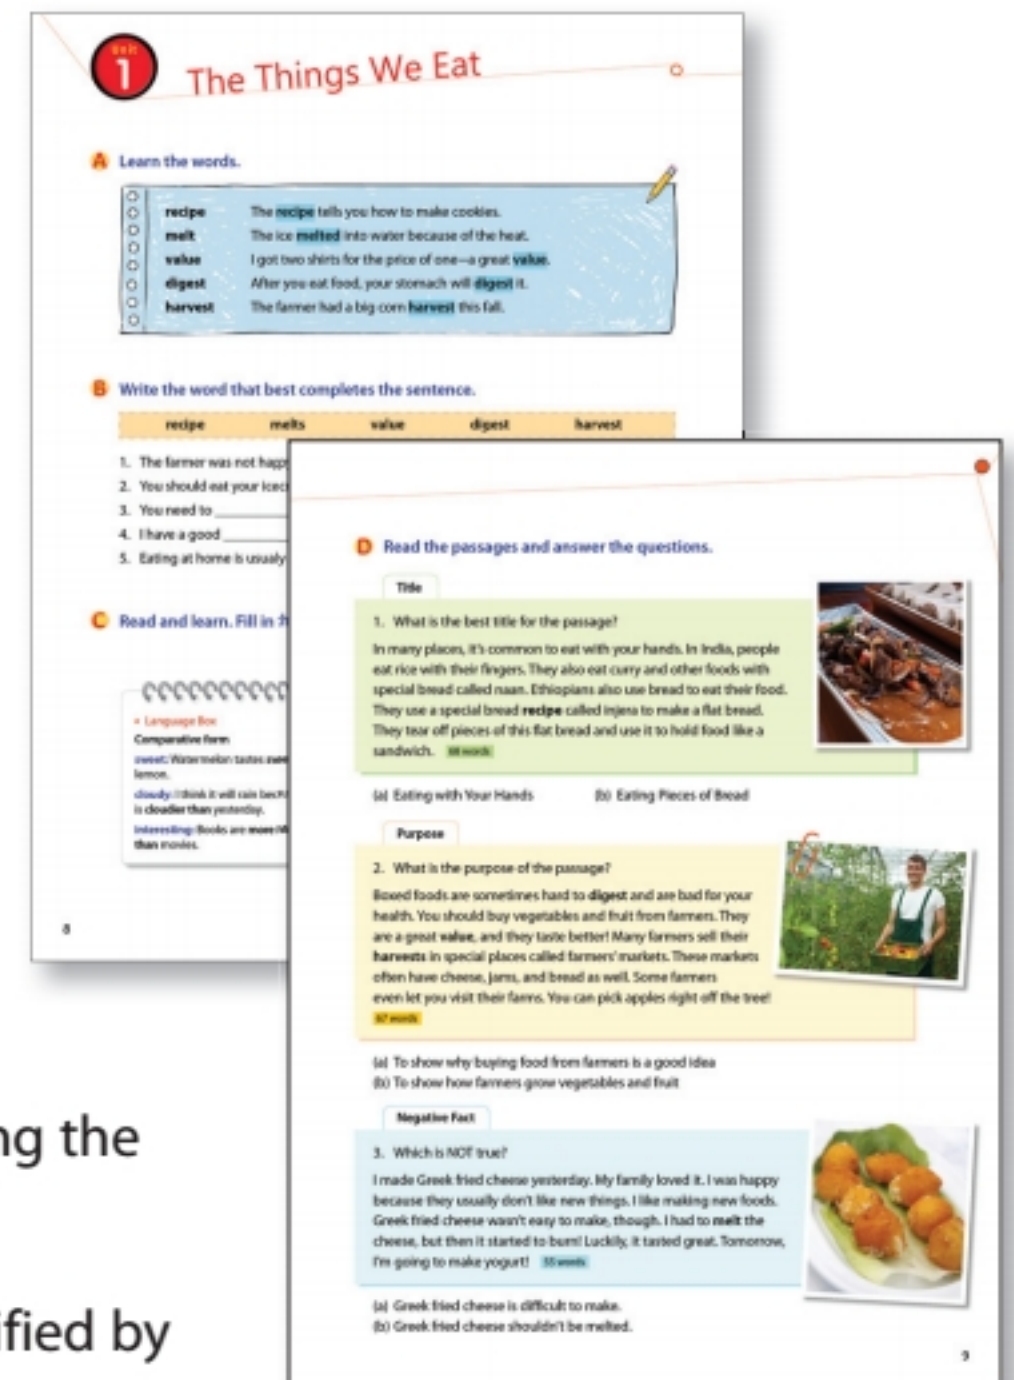 Unit
1
The Things We Eat
A Learn the words.
recipe The recipe tells you how to make cookies.
melt The ice melted into water because of the heat.
value I got two shirts for the price of one—a great value.
digest After you eat food, your stomach will digest it.
harvest The farmer had a big corn harvest this fall.
B Write the word that best completes the sentence.
recipe melts value digest harvest
1. The farmer was not happ
2. You should eat your icec
3. You need to
4. I have a good
5. Eating at home is usualy
C Read and learn. Fill in
Language Box
Comparative form
sweet: Watermelon tastes
lemon.
cloudy: I think it will rain
is cloudier than yesterday.
interesting: Books are more
than movies.
8
D Read the passages and answer the questions.
Title
1. What is the best title for the passage?
In many places, it's common to eat with your hands. In India, people
eat rice with their fingers. They also eat curry and other foods with
special bread called naan. Ethiopians also use bread to eat their food.
They use a special bread recipe called injera to make a flat bread.
They tear off pieces of this flat bread and use it to hold food like a
sandwich. 68 words
(a) Eating with Your Hands (b) Eating Pieces of Bread
Purpose
2. What is the purpose of the passage?
Boxed foods are sometimes hard to digest and are bad for your
health. You should buy vegetables and fruit from farmers. They
are a great value, and they taste better! Many farmers sell their
harvests in special places called farmers' markets. These markets
often have cheese, jams, and bread as well. Some farmers
even let you visit their farms. You can pick apples right off the tree!
67 words
(a) To show why buying food from farmers is a good idea
(b) To show how farmers grow vegetables and fruit
Negative Fact
3. Which is NOT true?
I made Greek fried cheese yesterday. My family loved it. I was happy
because they usually don't like new things. I like making new foods.
Greek fried cheese wasn't easy to make, though. I had to melt the
cheese, but then it started to burn! Luckily, it tasted great. Tomorrow,
I'm going to make yogurt! 55 words
(a) Greek fried cheese is difficult to make.
(b) Greek fried cheese shouldn't be melted.
9
ng the
ified by